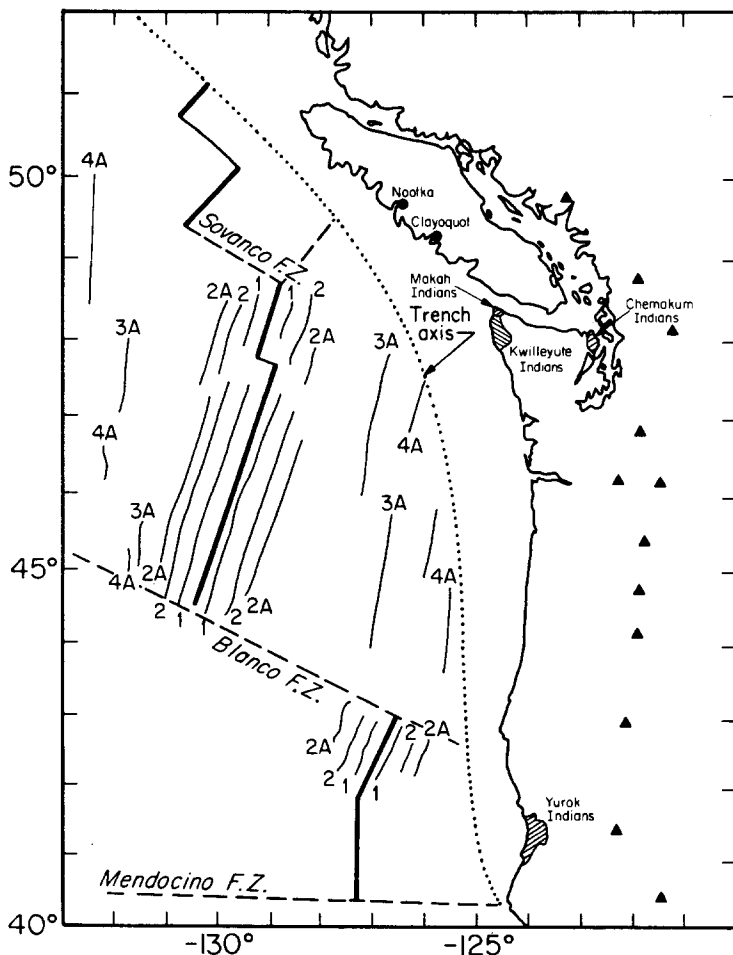 4A
50°
Nootka
Clayoquot
Sovanco F.Z.
Makah
Indians
Chemakum
Indians
Trench
axis
Kwilleyute
Indians
2A 2 1 1 2
2A
3A
3A
4A
4A
3A
3A
45°
4A
4A 2A
2A
2 1 1 2
Blanco F.Z.
2A
2 2A
2
1 1
Yurok
Indians
Mendocino F.Z.
40°
-130° -125°